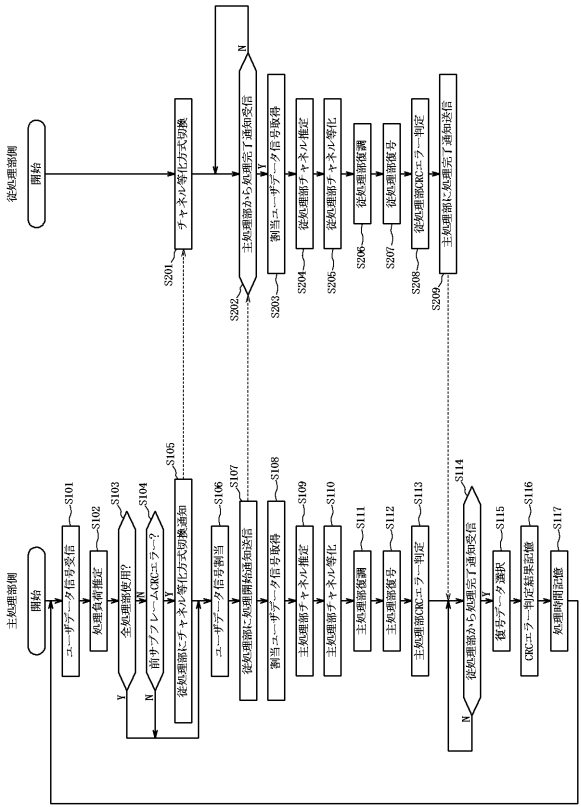 主処理部側
開始
ユーザデータ信号受信
S101
処理負荷推定
S102
全処理部使用?
S103
Y
N
前サブフレームCRCエラー?
S104
N
Y
従処理部にチャネル等化方式切換通知
S105
ユーザデータ信号割当
S106
従処理部に処理開始通知送信
S107
割当ユーザデータ信号取得
S108
主処理部チャネル推定
S109
主処理部チャネル等化
S110
主処理部復調
S111
主処理部復号
S112
主処理部CRCエラー判定
S113
従処理部から処理完了通知受信
S114
N
Y
復号データ選択
S115
CRCエラー判定結果記憶
S116
処理時間記憶
S117
従処理部側
開始
チャネル等化方式切換
S201
主処理部から処理完了通知受信
S202
N
Y
割当ユーザデータ信号取得
S203
従処理部チャネル推定
S204
従処理部チャネル等化
S205
従処理部復調
S206
従処理部復号
S207
従処理部CRCエラー判定
S208
主処理部に処理完了通知送信
S209